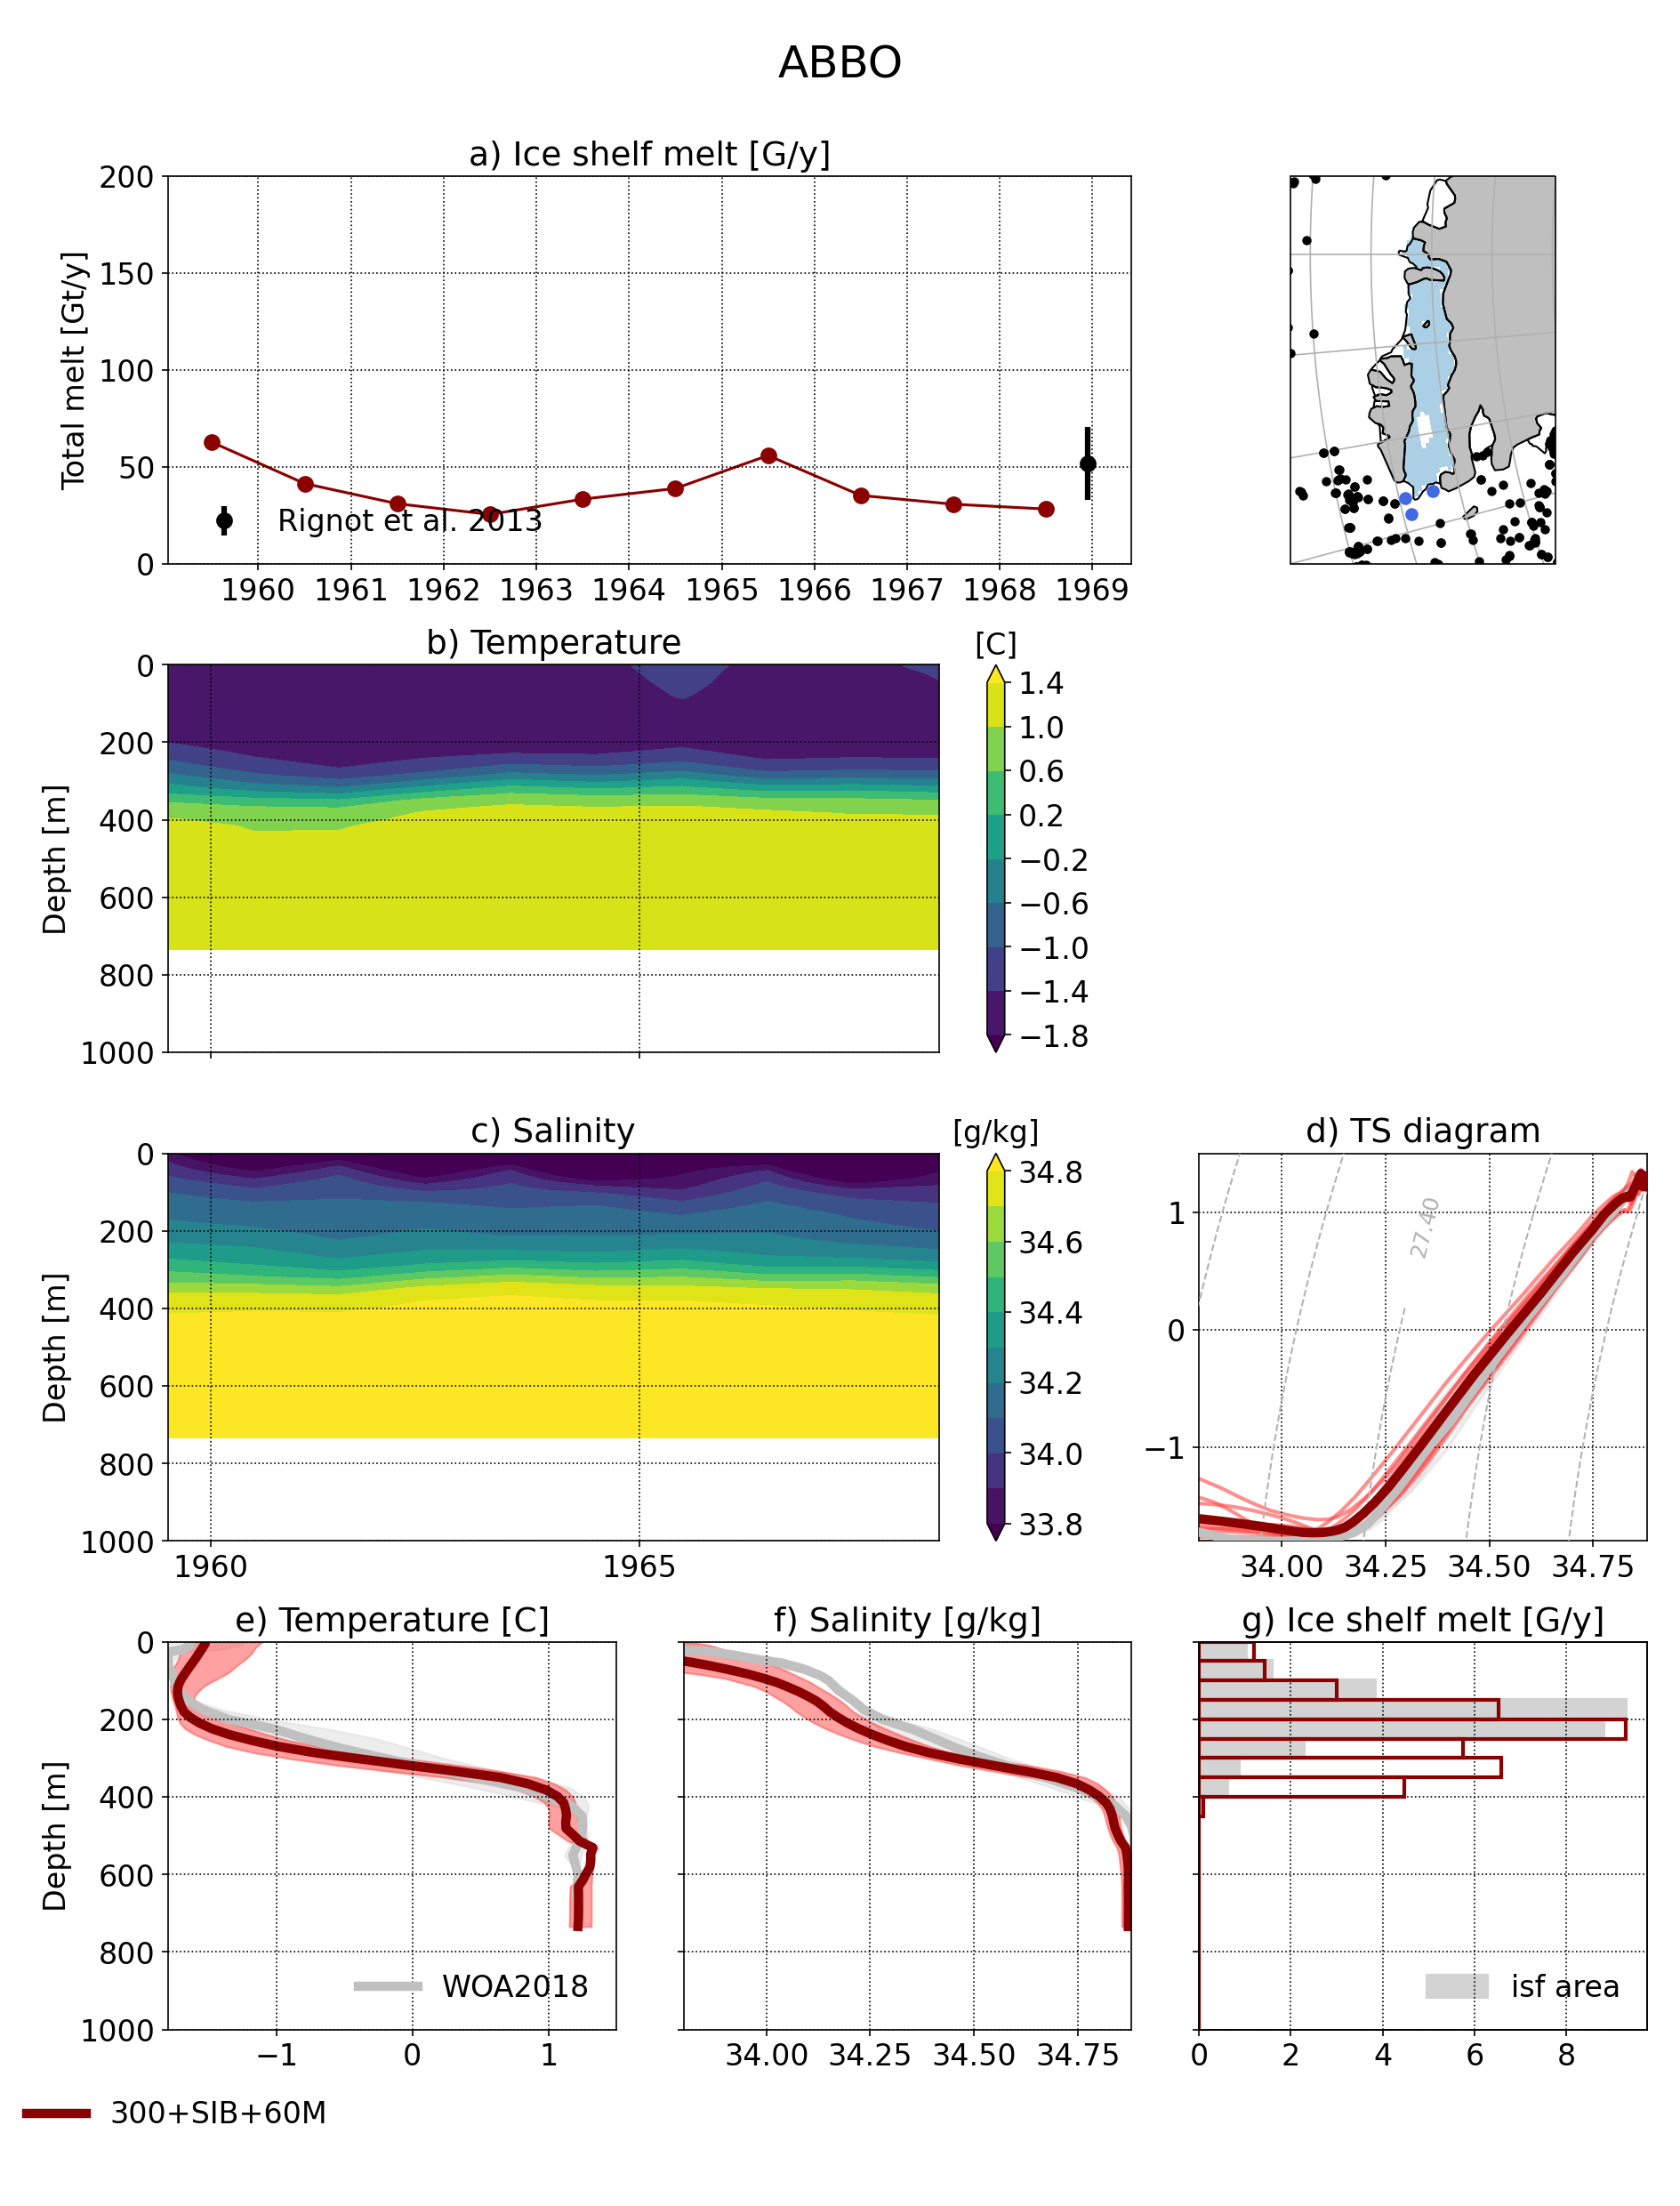 ABBO
a) Ice shelf melt [G/y]
Total melt [Gt/y]
200
150
100
50
0
Rignot et al. 2013
1960 1961 1962 1963 1964 1965 1966 1967 1968 1969
b) Temperature
[C]
Depth [m]
0
200
400
600
800
1000
1.4
1.0
0.6
0.2
−0.2
−0.6
−1.0
−1.4
−1.8
c) Salinity
[g/kg]
Depth [m]
0
200
400
600
800
1000
1960 1965
34.8
34.6
34.4
34.2
34.0
33.8
d) TS diagram
27.40
1
0
−1
34.00 34.25 34.50 34.75
e) Temperature [C]
Depth [m]
0
200
400
600
800
1000
WOA2018
−1 0 1
f) Salinity [g/kg]
34.00 34.25 34.50 34.75
g) Ice shelf melt [G/y]
isf area
0 2 4 6 8
300+SIB+60M